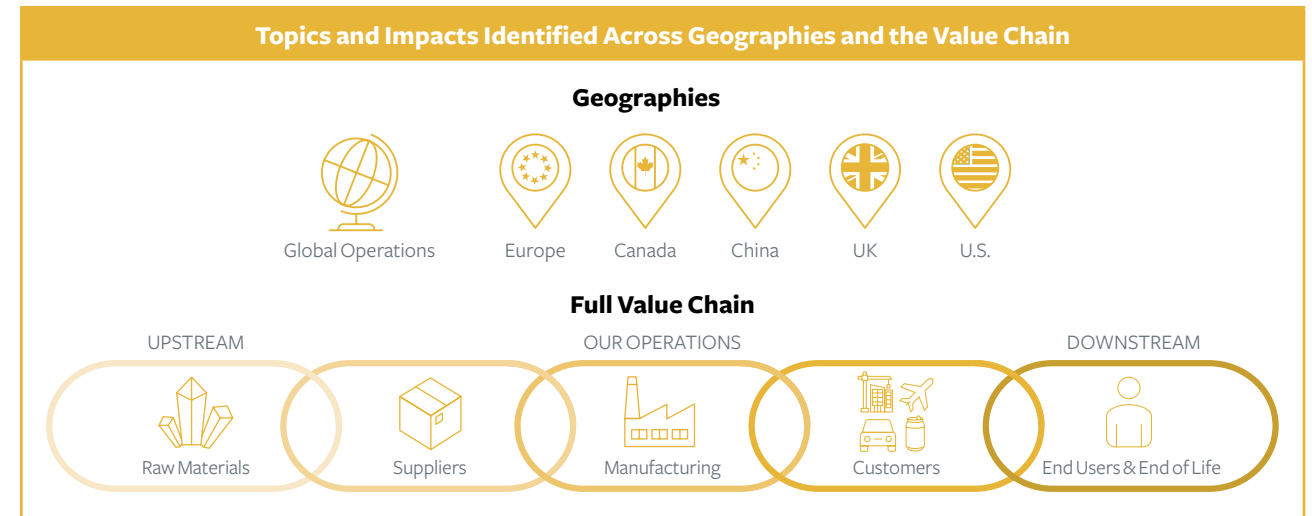 Topics and Impacts Identified Across Geographies and the Value Chain
Geographies
Global Operations
Europe
Canada
China
UK
U.S.
Full Value Chain
UPSTREAM
OUR OPERATIONS
DOWNSTREAM
Raw Materials
Suppliers
Manufacturing
Customers
End Users & End of Life